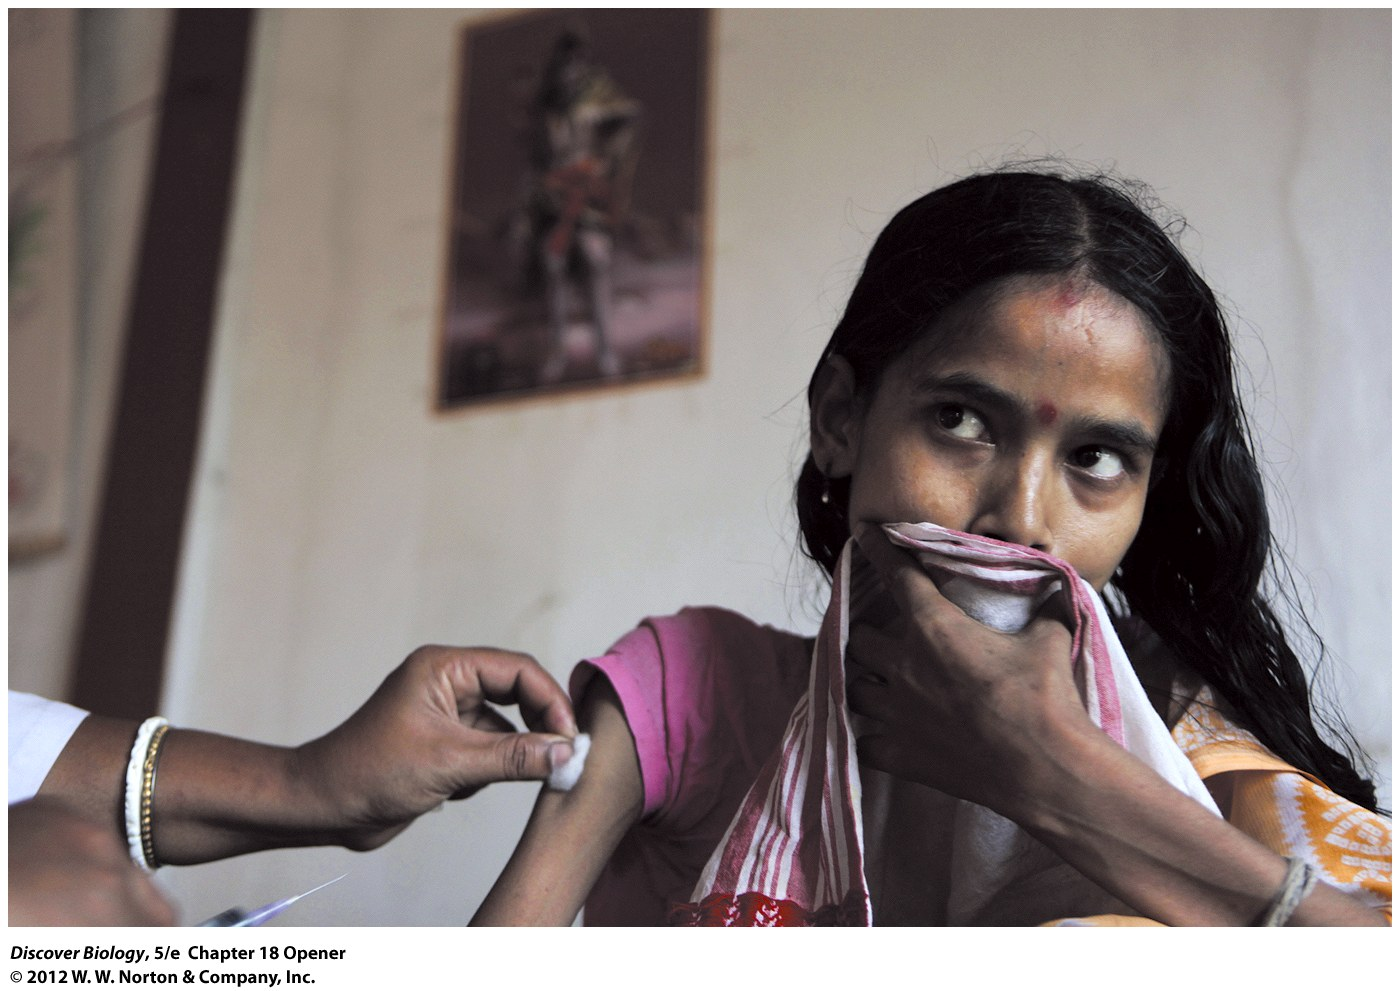 Discover Biology, 5/e Chapter 18 Opener
© 2012 W. W. Norton & Company, Inc.